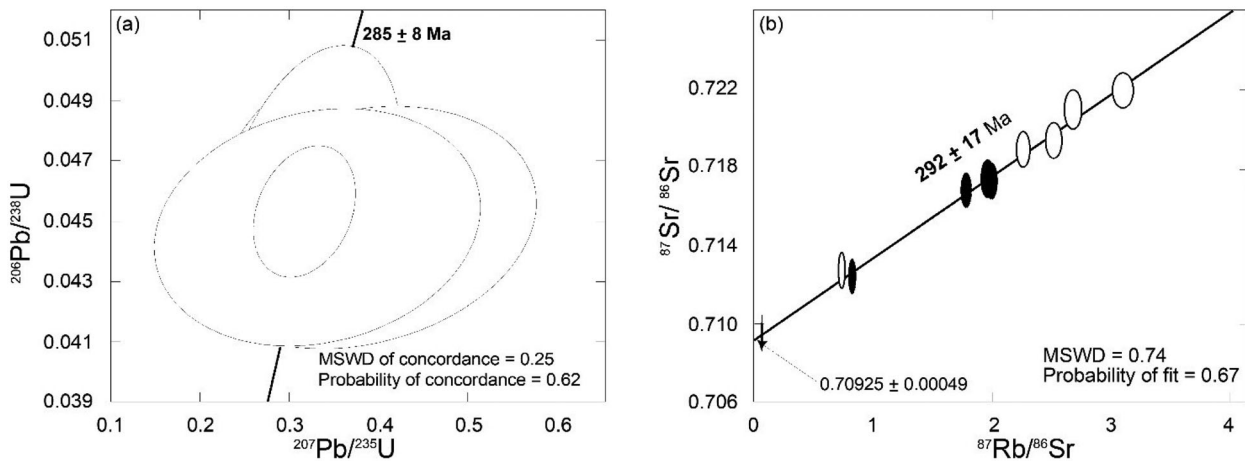 (a)
285 ± 8 Ma
0.051
0.049
0.047
0.045
0.043
0.041
0.039
206Pb/238U
MSWD of concordance = 0.25
Probability of concordance = 0.62
0.1
0.2
0.3
0.4
0.5
0.6
207Pb/235U
(b)
0.722
0.718
0.714
0.710
0.706
87Sr/ 86Sr
292 ± 17 Ma
0.70925 ± 0.00049
MSWD = 0.74
Probability of fit = 0.67
0
1
2
3
4
87Rb/86Sr